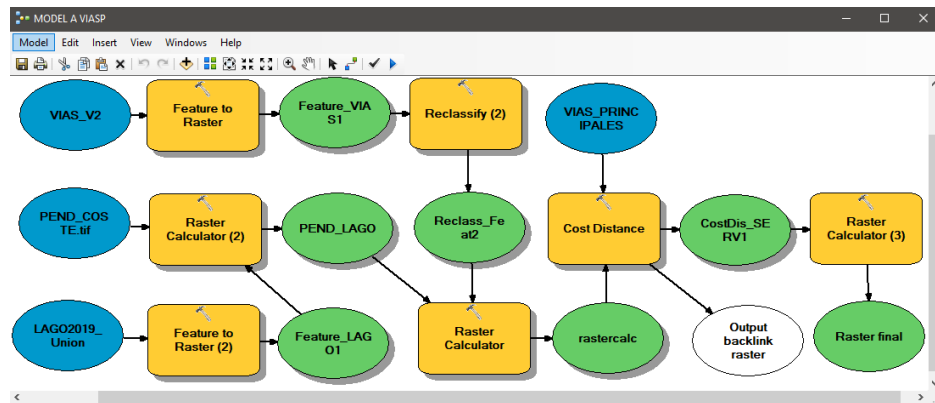 MODEL A VIASP
Model Edit Insert View Windows Help
VIAS_V2
Feature to
Raster
Feature_VIA
S1
Reclassify (2)
VIAS_PRINC
IPALES
PEND_COS
TE.tif
Raster
Calculator (2)
PEND_LAGO
Reclass_Fe
at2
Cost Distance
CostDis_SE
RV1
Raster
Calculator (3)
LAGO2019_
Union
Feature to
Raster (2)
Feature_LAG
O1
Raster
Calculator
rastercalc
Output
backlink
raster
Raster final